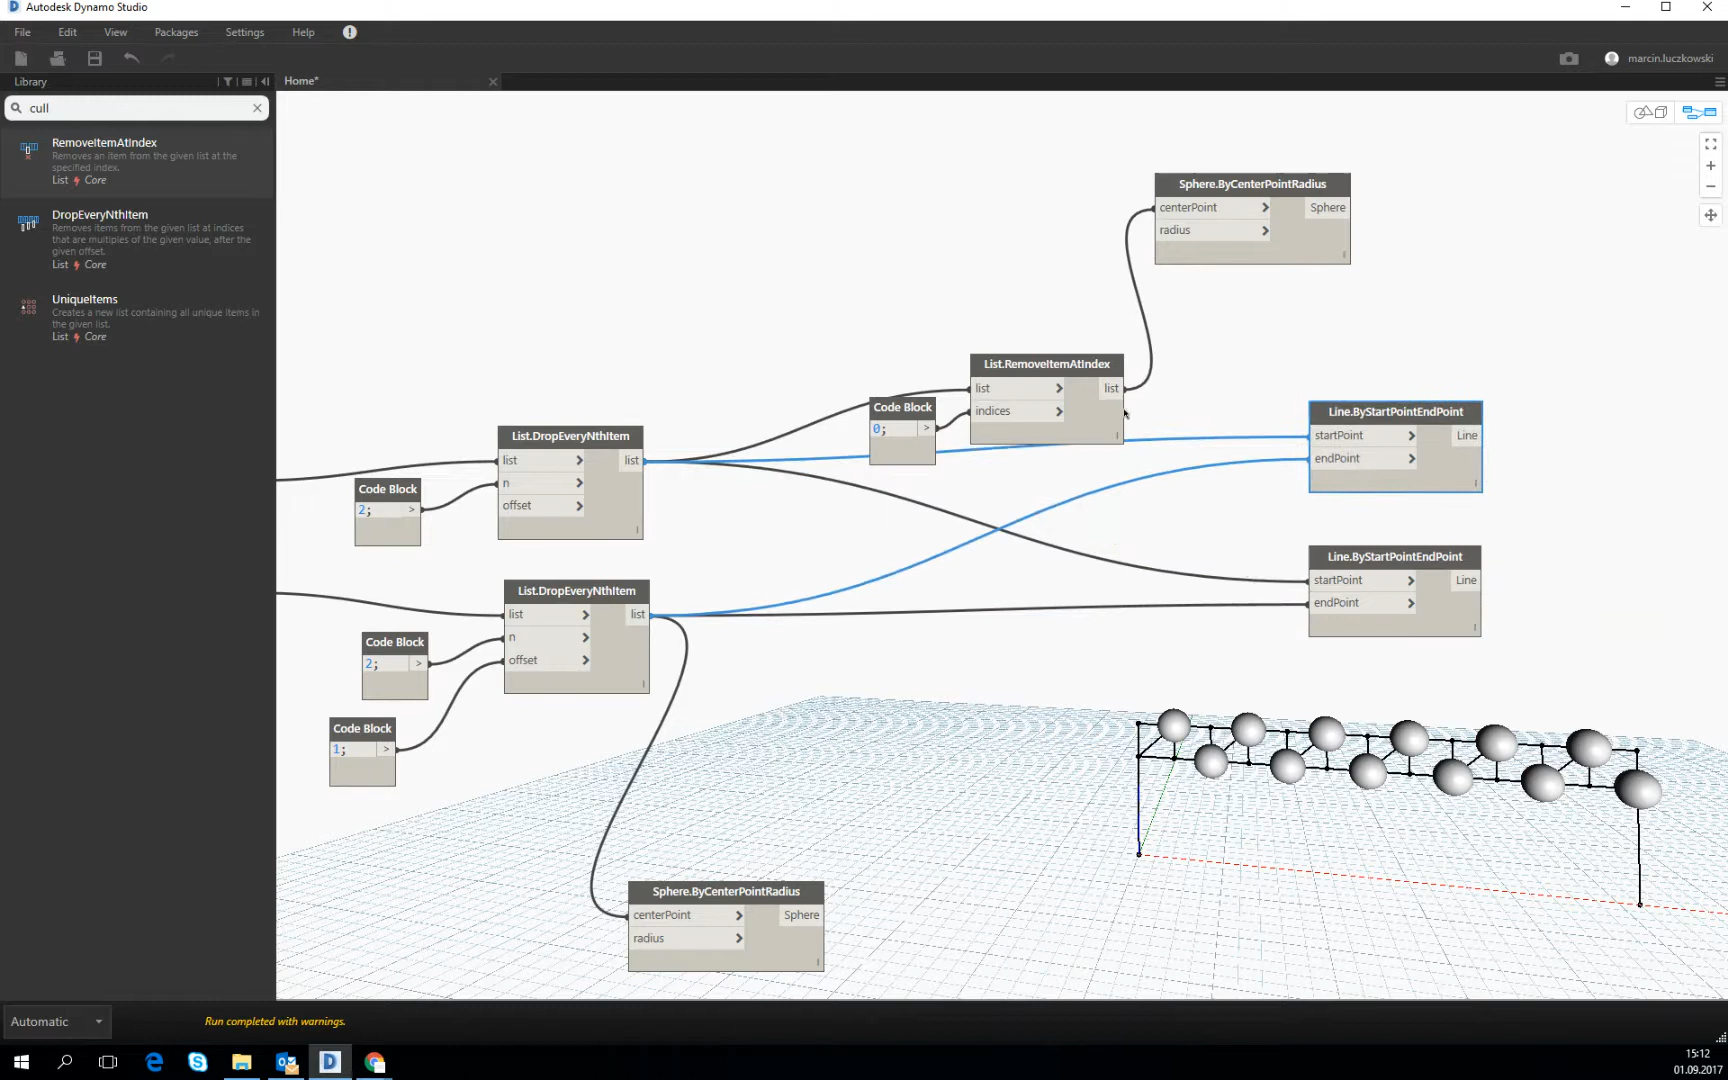 Autodesk Dynamo Studio
File Edit View Packages Settings Help
marcin.luczkowski
Library
Home*
cull
RemoveItemAtIndex
Removes an item from the given list at the
specified index.
List Core
DropEveryNthItem
Removes items from the given list at indices
that are multiples of the given value, after the
given offset.
List Core
UniqueItems
Creates a new list containing all unique items in
the given list.
List Core
Sphere.ByCenterPointRadius
centerPoint > Sphere
radius >
List.RemoveItemAtIndex
list > list
indices >
Code Block
0; >
Line.ByStartPointEndPoint
startPoint > Line
endPoint >
List.DropEveryNthItem
list > list
n >
offset >
Code Block
2; >
Line.ByStartPointEndPoint
startPoint > Line
endPoint >
List.DropEveryNthItem
list > list
n >
offset >
Code Block
2; >
Code Block
1; >
Sphere.ByCenterPointRadius
centerPoint > Sphere
radius >
Automatic
Run completed with warnings.
15:12
01.09.2017